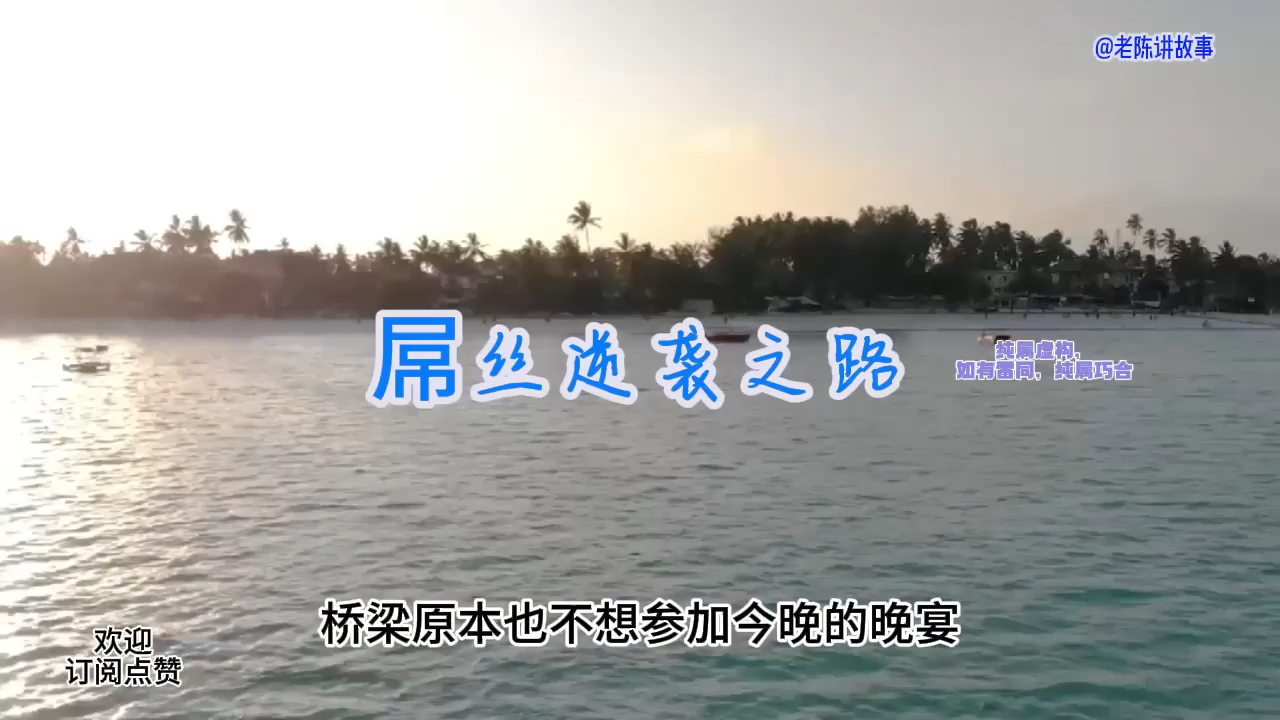 @老陈讲故事
屌丝逆袭之路
纯属虚构,
如有雷同，纯属巧合
桥梁原本也不想参加今晚的晚宴
欢迎
订阅点赞